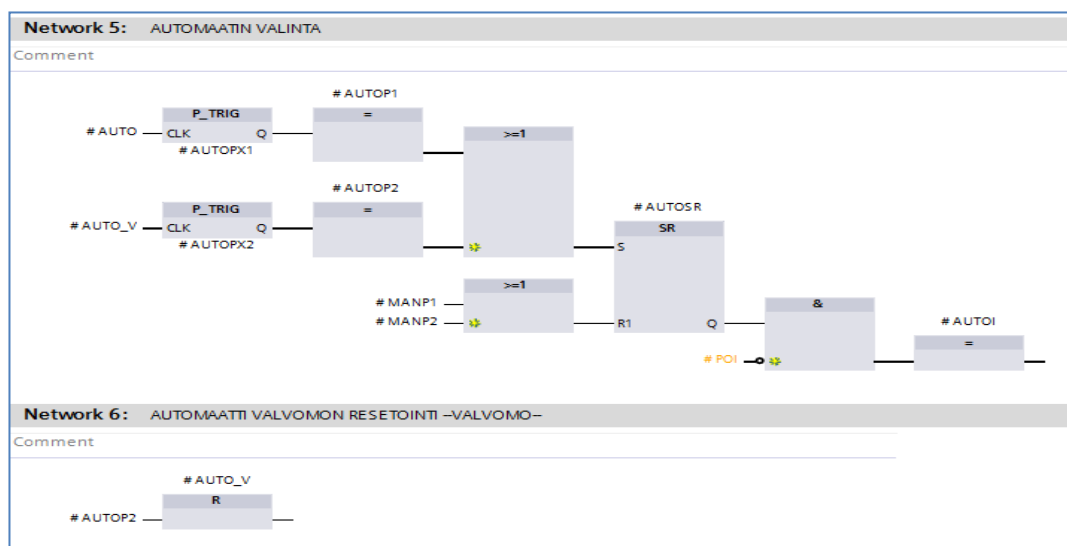 Network 5: AUTOMAATIN VALINTA
Comment
# AUTOP1
P_TRIG
=
# AUTO
CLK Q
>=1
# AUTOPX1
# AUTOP2
P_TRIG
=
# AUTOSR
# AUTO_V
CLK Q
SR
# AUTOPX2
S
>=1
# MANP1
&
# MANP2
R1 Q
# AUTOI
=
# POI
Network 6: AUTOMAATTI VALVOMON RESETOINTI --VALVOMO--
Comment
# AUTO_V
R
# AUTOP2